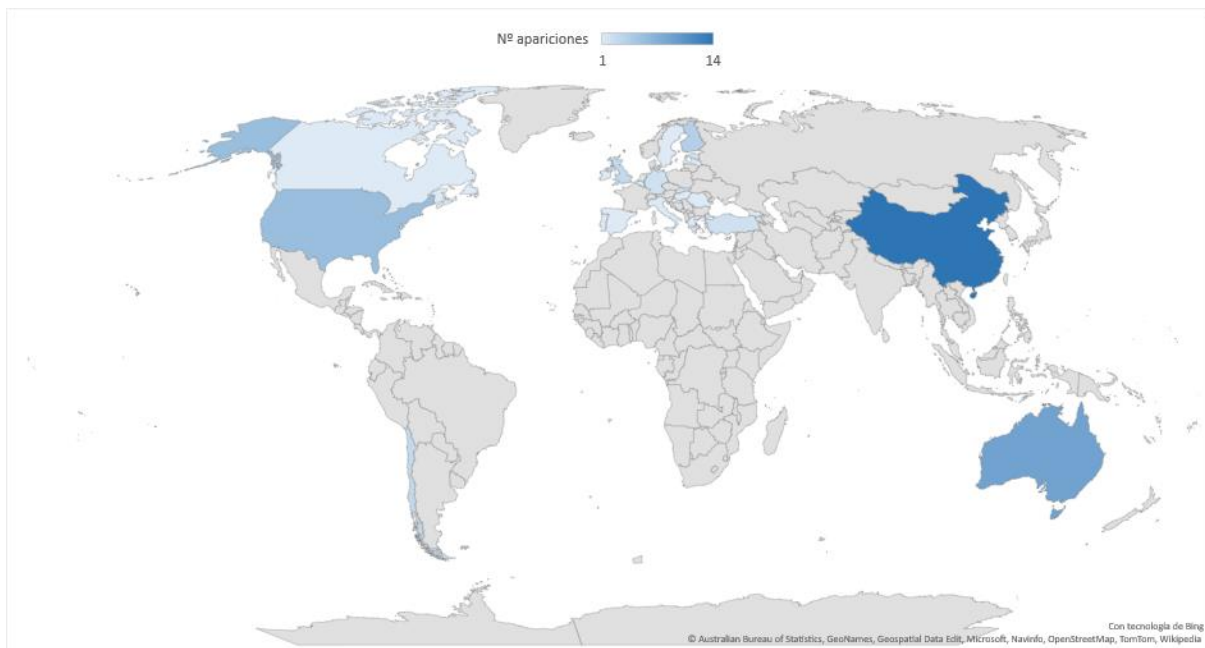 Nº apariciones
1
14
Con tecnología de Bing
© Australian Bureau of Statistics, GeoNames, Geospatial Data Edit, Microsoft, Navinfo, OpenStreetMap, TomTom, Wikipedia